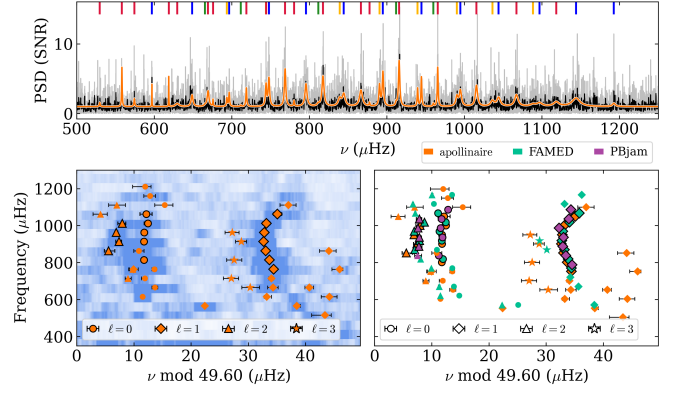 PSD (SNR)
10
0
500 600 700 800 900 1000 1100 1200
ν (μHz)
apollinaire FAMED PBjam
Frequency (μHz)
1200
1000
800
600
400
ℓ = 0 ℓ = 1 ℓ = 2 ℓ = 3
ℓ = 0 ℓ = 1 ℓ = 2 ℓ = 3
0 10 20 30 40
0 10 20 30 40
ν mod 49.60 (μHz)
ν mod 49.60 (μHz)